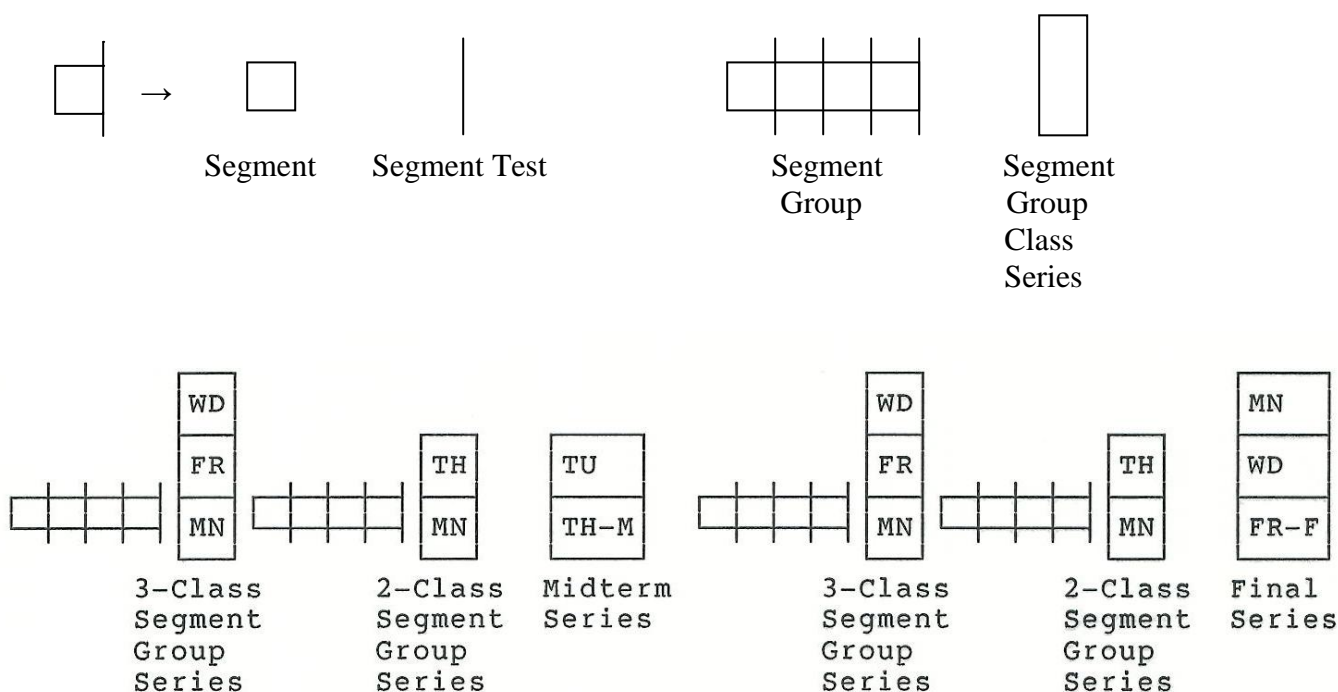 →
Segment
Segment Test
Segment
Group
Segment
Group
Class
Series
WD
FR
MN
3-Class
Segment
Group
Series
TH
MN
2-Class
Segment
Group
Series
TU
TH-M
Midterm
Series
WD
FR
MN
3-Class
Segment
Group
Series
TH
MN
2-Class
Segment
Group
Series
MN
WD
FR-F
Final
Series